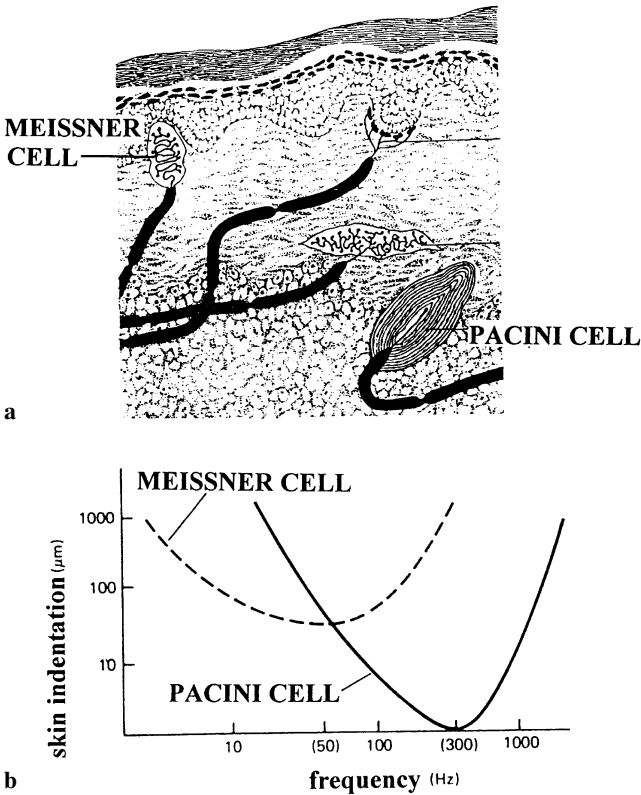 MEISSNER
CELL
PACINI CELL
a
MEISSNER CELL
1000
100
10
skin indentation (μm)
PACINI CELL
10
(50)
100
(300)
1000
b
frequency (Hz)